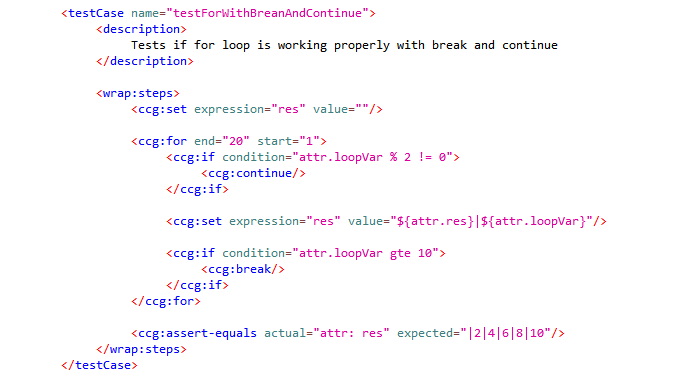 <testCase name="testForWithBreanAndContinue">
<description>
Tests if for loop is working properly with break and continue
</description>
<wrap:steps>
<ccg:set expression="res" value=""/>
<ccg:for end="20" start="1">
<ccg:if condition="attr.loopVar % 2 != 0">
<ccg:continue/>
</ccg:if>
<ccg:set expression="res" value="${attr.res}|${attr.loopVar}"/>
<ccg:if condition="attr.loopVar gte 10">
<ccg:break/>
</ccg:if>
</ccg:for>
<ccg:assert-equals actual="attr: res" expected="|2|4|6|8|10"/>
</wrap:steps>
</testCase>